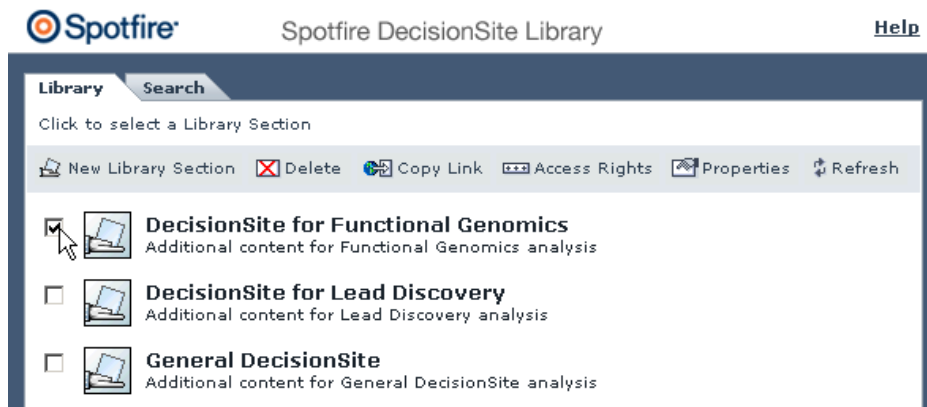 Spotfire Spotfire DecisionSite Library Help
Library Search
Click to select a Library Section
New Library Section Delete Copy Link Access Rights Properties Refresh
DecisionSite for Functional Genomics
Additional content for Functional Genomics analysis
DecisionSite for Lead Discovery
Additional content for Lead Discovery analysis
General DecisionSite
Additional content for General DecisionSite analysis